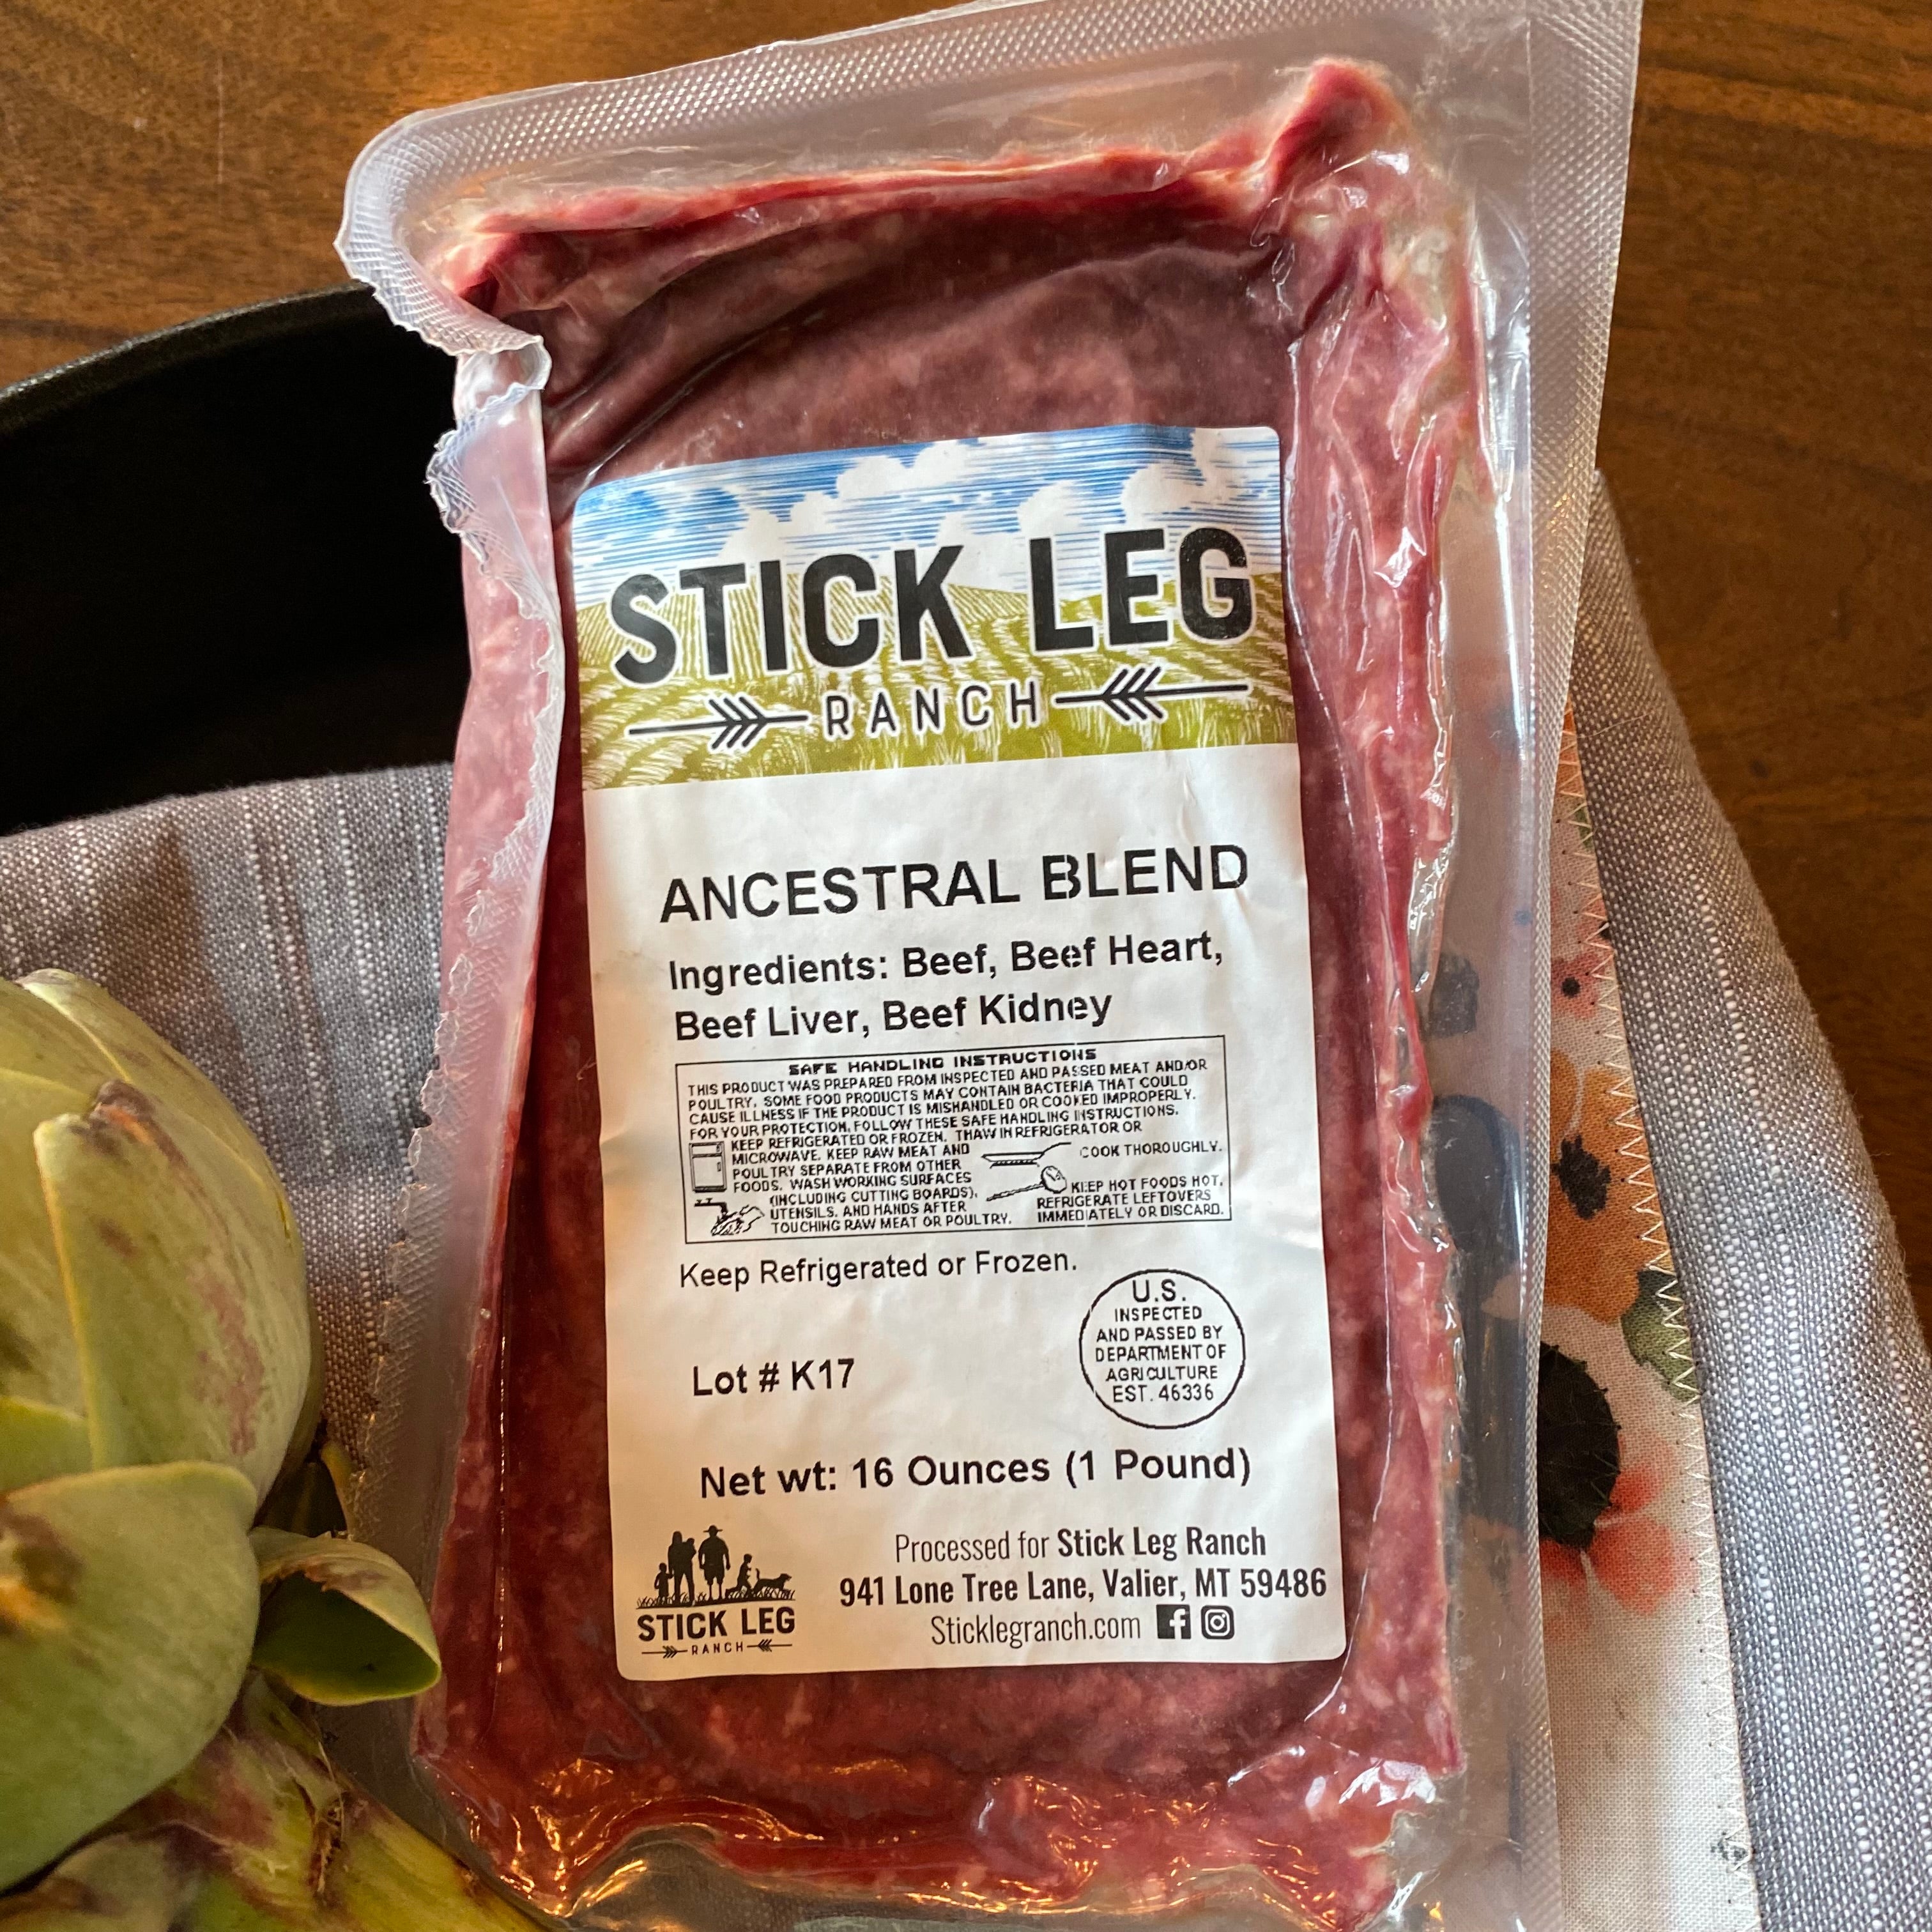 STICK LEG
RANCH
ANCESTRAL BLEND
Ingredients: Beef, Beef Heart,
Beef Liver, Beef Kidney
SAFE HANDLING INSTRUCTIONS
THIS PRODUCT WAS PREPARED FROM INSPECTED AND PASSED MEAT AND/OR
POULTRY. SOME FOOD PRODUCTS MAY CONTAIN BACTERIA THAT COULD
CAUSE ILLNESS IF THE PRODUCT IS MISHANDLED OR COOKED IMPROPERLY.
FOR YOUR PROTECTION, FOLLOW THESE SAFE HANDLING INSTRUCTIONS.
KEEP REFRIGERATED OR FROZEN. THAW IN REFRIGERATOR OR
MICROWAVE. KEEP RAW MEAT AND
POULTRY SEPARATE FROM OTHER
FOODS. WASH WORKING SURFACES
(INCLUDING CUTTING BOARDS),
UTENSILS, AND HANDS AFTER
TOUCHING RAW MEAT OR POULTRY.
COOK THOROUGHLY.
KEEP HOT FOODS HOT.
REFRIGERATE LEFTOVERS
IMMEDIATELY OR DISCARD.
Keep Refrigerated or Frozen.
U.S.
INSPECTED
AND PASSED BY
DEPARTMENT OF
AGRICULTURE
EST. 46336
Lot # K17
Net wt: 16 Ounces (1 Pound)
STICK LEG
RANCH
Processed for Stick Leg Ranch
941 Lone Tree Lane, Valier, MT 59486
Sticklegranch.com